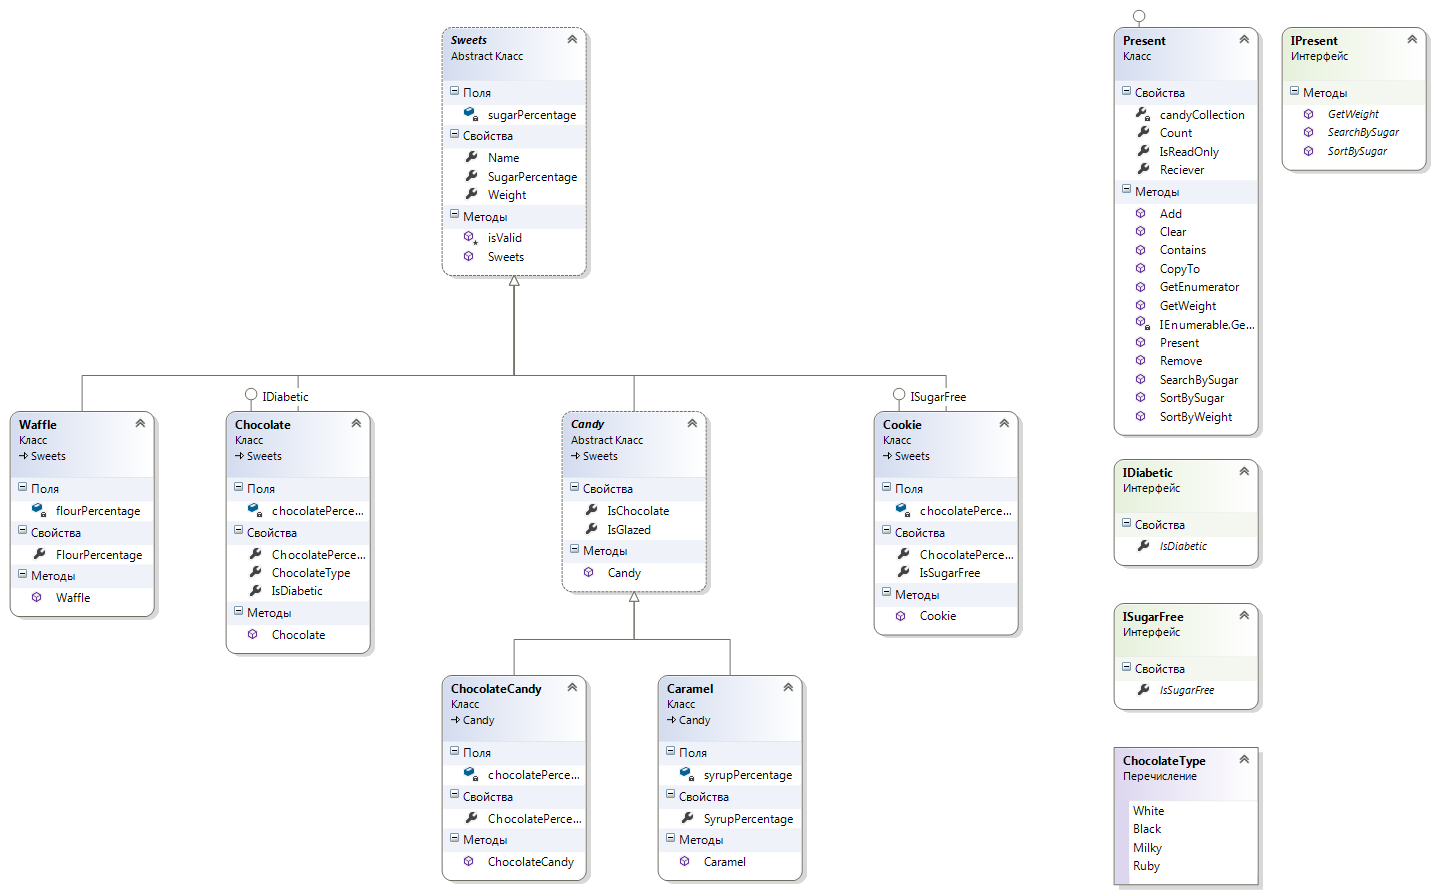 Sweets
Abstract Класс
Поля
sugarPercentage
Свойства
Name
SugarPercentage
Weight
Методы
isValid
Sweets
Present
Класс
Свойства
candyCollection
Count
IsReadOnly
Reciever
Методы
Add
Clear
Contains
CopyTo
GetEnumerator
GetWeight
IEnumerable.Ge...
Present
Remove
SearchBySugar
SortBySugar
SortByWeight
IPresent
Интерфейс
Методы
GetWeight
SearchBySugar
SortBySugar
Waffle
Класс
Sweets
Поля
flourPercentage
Свойства
FlourPercentage
Методы
Waffle
IDiabetic
Chocolate
Класс
Sweets
Поля
chocolatePerce...
Свойства
ChocolatePerce...
ChocolateType
IsDiabetic
Методы
Chocolate
Candy
Abstract Класс
Sweets
Свойства
IsChocolate
IsGlazed
Методы
Candy
ISugarFree
Cookie
Класс
Sweets
Поля
chocolatePerce...
Свойства
ChocolatePerce...
IsSugarFree
Методы
Cookie
IDiabetic
Интерфейс
Свойства
IsDiabetic
ISugarFree
Интерфейс
Свойства
IsSugarFree
ChocolateCandy
Класс
Candy
Поля
chocolatePerce...
Свойства
ChocolatePerce...
Методы
ChocolateCandy
Caramel
Класс
Candy
Поля
syrupPercentage
Свойства
SyrupPercentage
Методы
Caramel
ChocolateType
Перечисление
White
Black
Milky
Ruby